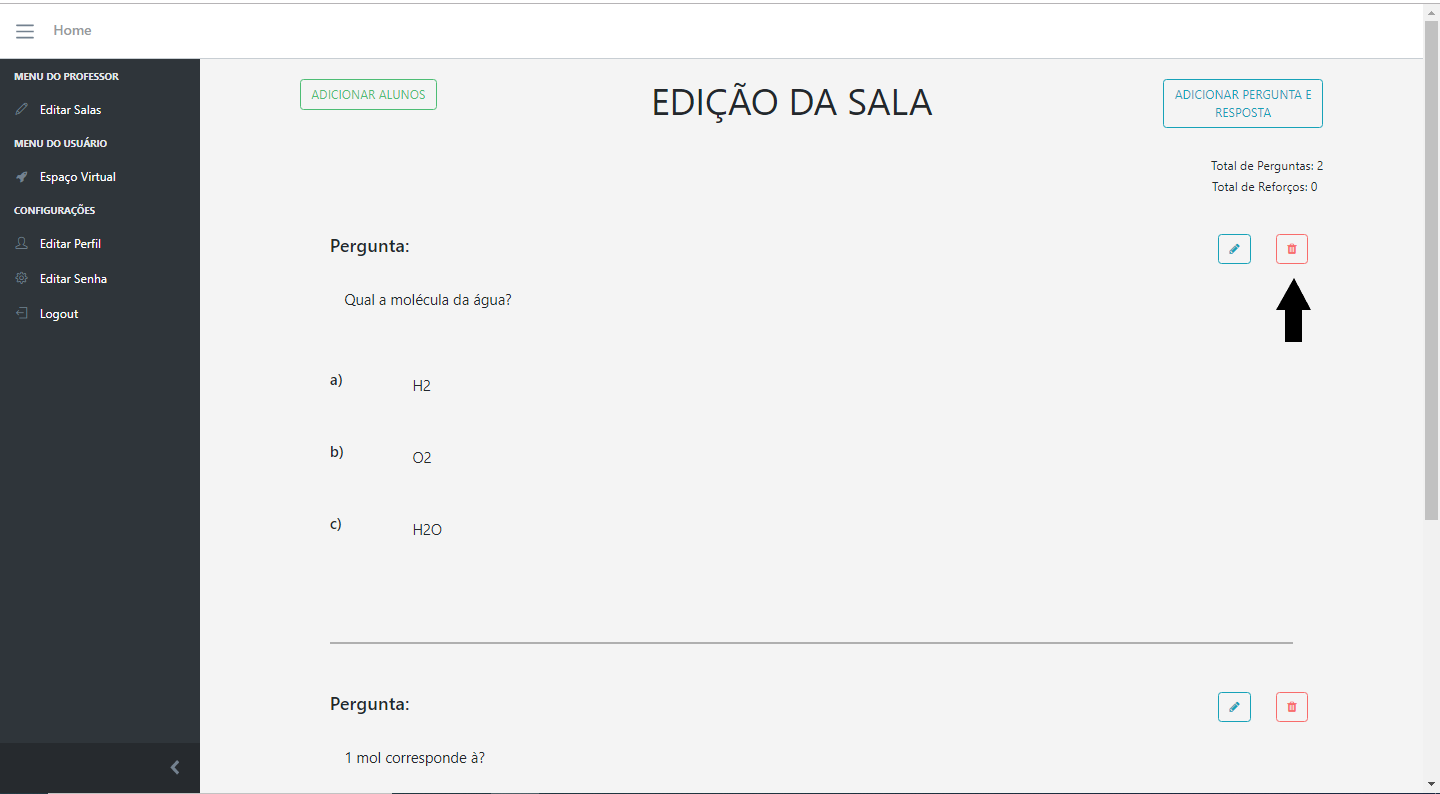 Home
MENU DO PROFESSOR
Editar Salas
MENU DO USUÁRIO
Espaço Virtual
CONFIGURAÇÕES
Editar Perfil
Editar Senha
Logout
ADICIONAR ALUNOS
EDIÇÃO DA SALA
ADICIONAR PERGUNTA E
RESPOSTA
Total de Perguntas: 2
Total de Reforços: 0
Pergunta:
Qual a molécula da água?
a) H2
b) O2
c) H2O
Pergunta:
1 mol corresponde à?